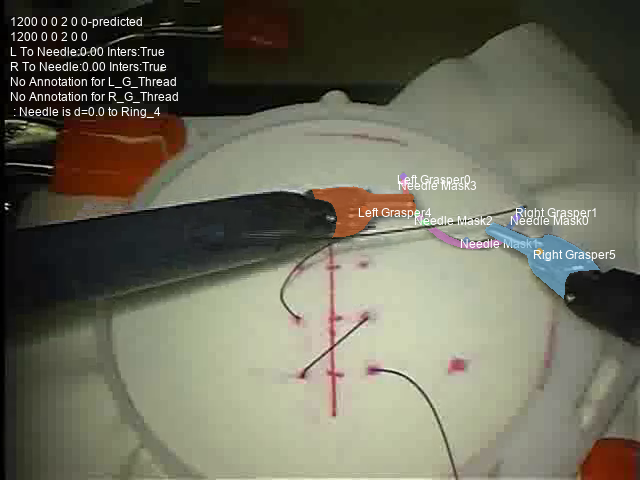 1200 0 0 2 0 0-predicted
1200 0 0 2 0 0
L To Needle:0.00 Inters:True
R To Needle:0.00 Inters:True
No Annotation for L_G_Thread
No Annotation for R_G_Thread
: Needle is d=0.0 to Ring_4
Left Grasper0
Needle Mask3
Left Grasper4
Right Grasper1
Needle Mask2
Needle Mask0
Needle Mask1
Right Grasper5